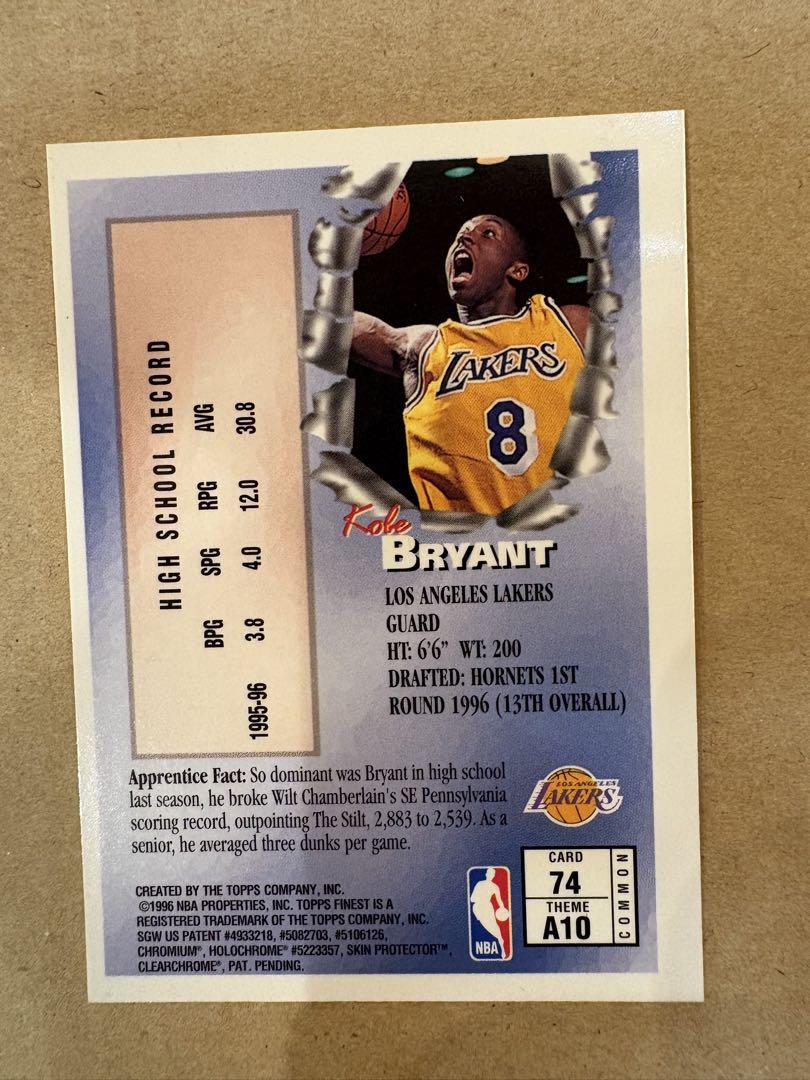 HIGH SCHOOL RECORD
BPG SPG RPG AVG
1995-96 3.8 4.0 12.0 30.8
LAKERS
8
Kobe
BRYANT
LOS ANGELES LAKERS
GUARD
HT: 6'6" WT: 200
DRAFTED: HORNETS 1ST
ROUND 1996 (13TH OVERALL)
Apprentice Fact: So dominant was Bryant in high school
last season, he broke Wilt Chamberlain's SE Pennsylvania
scoring record, outpointing The Stilt, 2,883 to 2,539. As a
senior, he averaged three dunks per game.
LOS ANGELES
LAKERS
CREATED BY THE TOPPS COMPANY, INC.
©1996 NBA PROPERTIES, INC. TOPPS FINEST IS A
REGISTERED TRADEMARK OF THE TOPPS COMPANY, INC.
SGW US PATENT #4933218, #5082703, #5106126,
CHROMIUM®, HOLOCHROME® #5223357, SKIN PROTECTOR™,
CLEARCHROME®, PAT. PENDING.
NBA
CARD
74
THEME
A10
COMMON